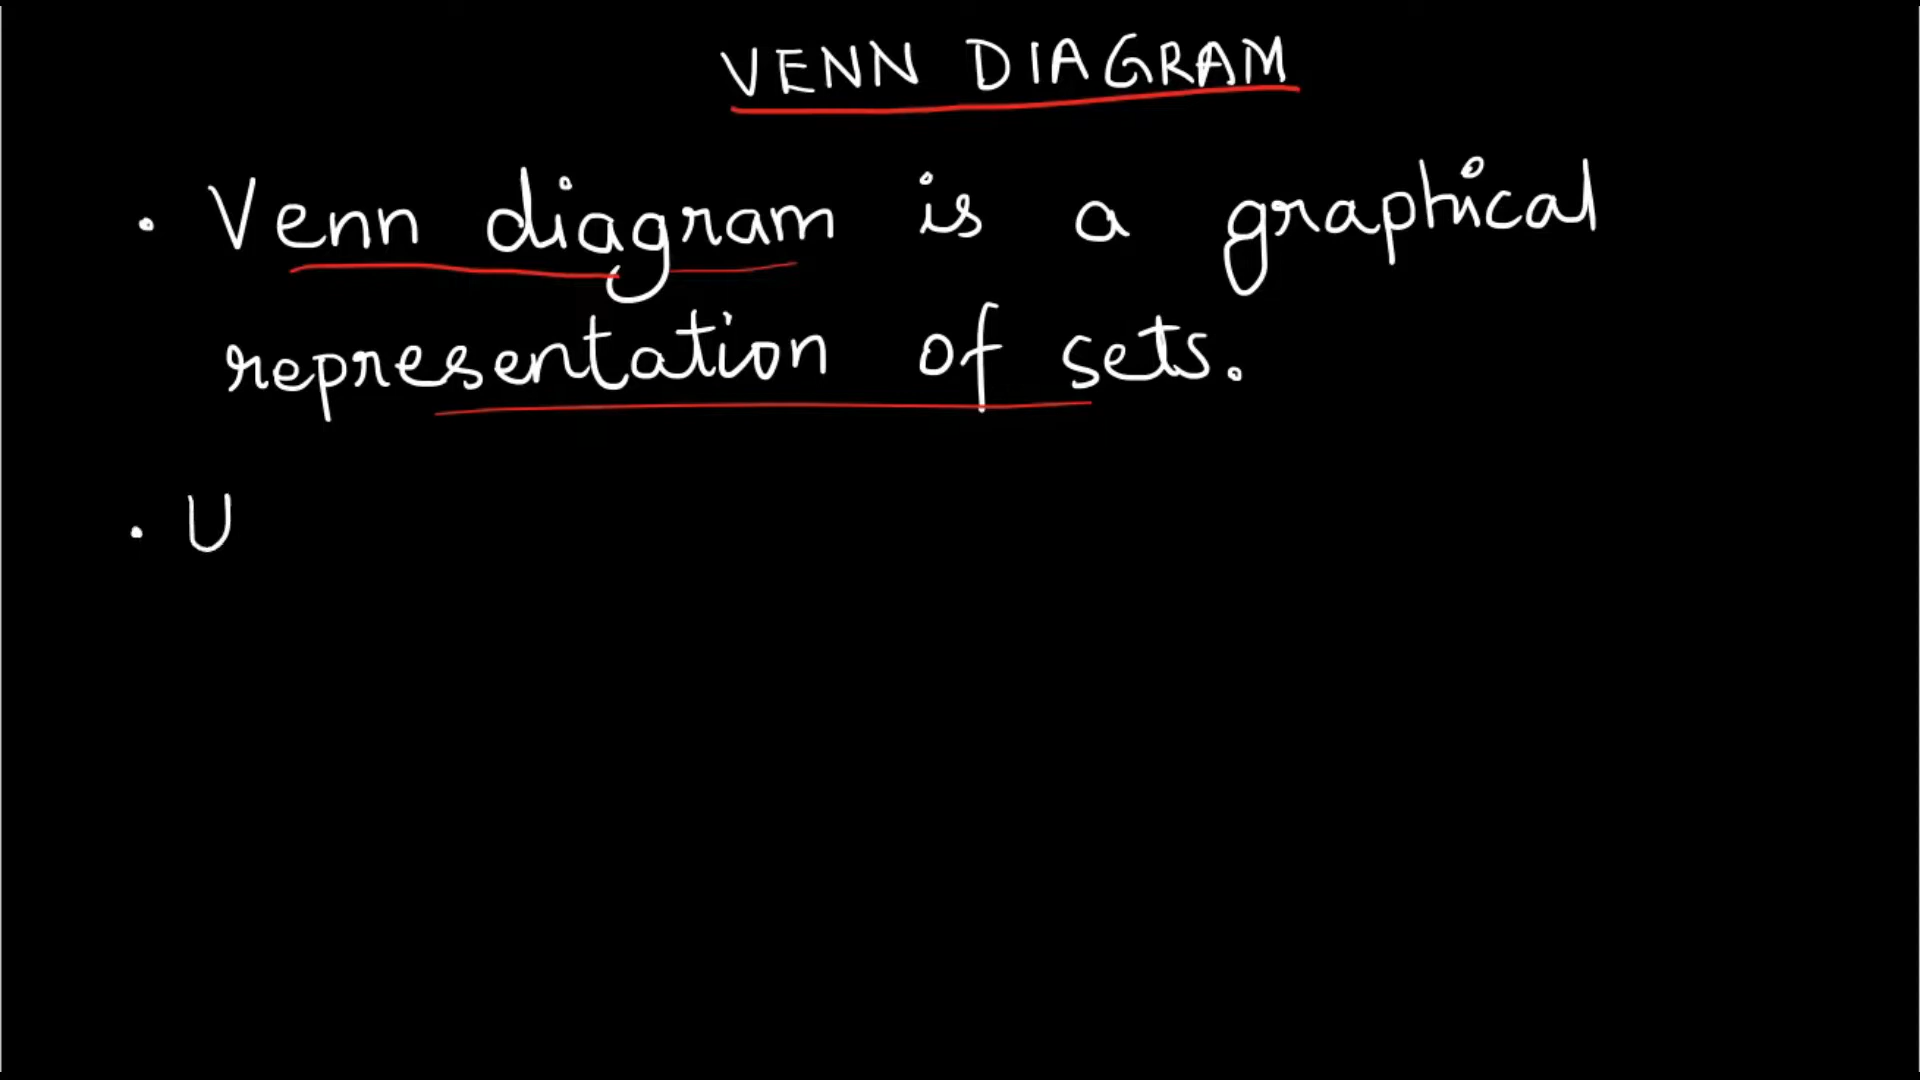 VENN DIAGRAM
• Venn diagram is a graphical
representation of sets.
• U